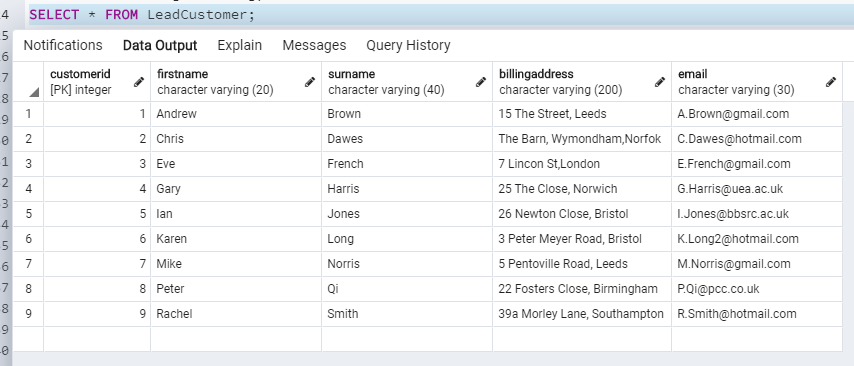 4 SELECT * FROM LeadCustomer;
Notifications Data Output Explain Messages Query History
customerid firstname surname billingaddress email
[PK] integer character varying (20) character varying (40) character varying (200) character varying (30)
1 1 Andrew Brown 15 The Street, Leeds A.Brown@gmail.com
2 2 Chris Dawes The Barn, Wymondham,Norfok C.Dawes@hotmail.com
3 3 Eve French 7 Lincon St,London E.French@gmail.com
4 4 Gary Harris 25 The Close, Norwich G.Harris@uea.ac.uk
5 5 Ian Jones 26 Newton Close, Bristol I.Jones@bbsrc.ac.uk
6 6 Karen Long 3 Peter Meyer Road, Bristol K.Long2@hotmail.com
7 7 Mike Norris 5 Pentoville Road, Leeds M.Norris@gmail.com
8 8 Peter Qi 22 Fosters Close, Birmingham P.Qi@pcc.co.uk
9 9 Rachel Smith 39a Morley Lane, Southampton R.Smith@hotmail.com